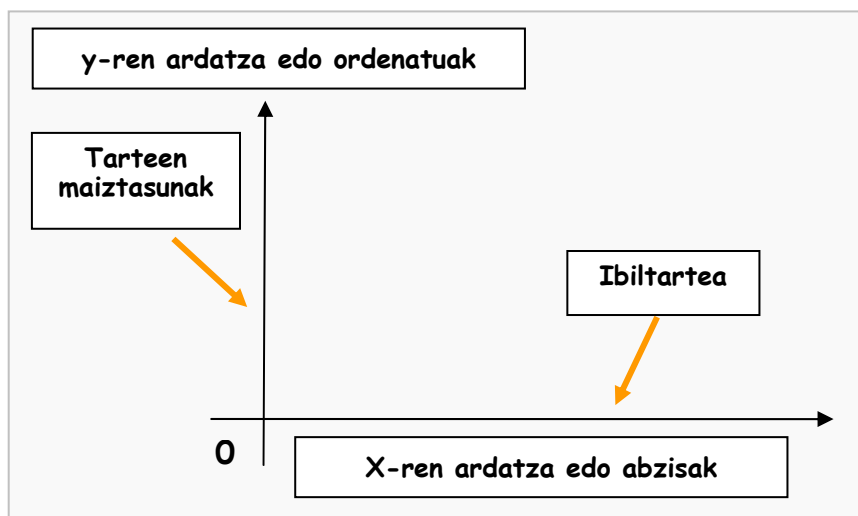 y-ren ardatza edo ordenatuak
Tarteen
maiztasunak
Ibiltartea
0
X-ren ardatza edo abzisak